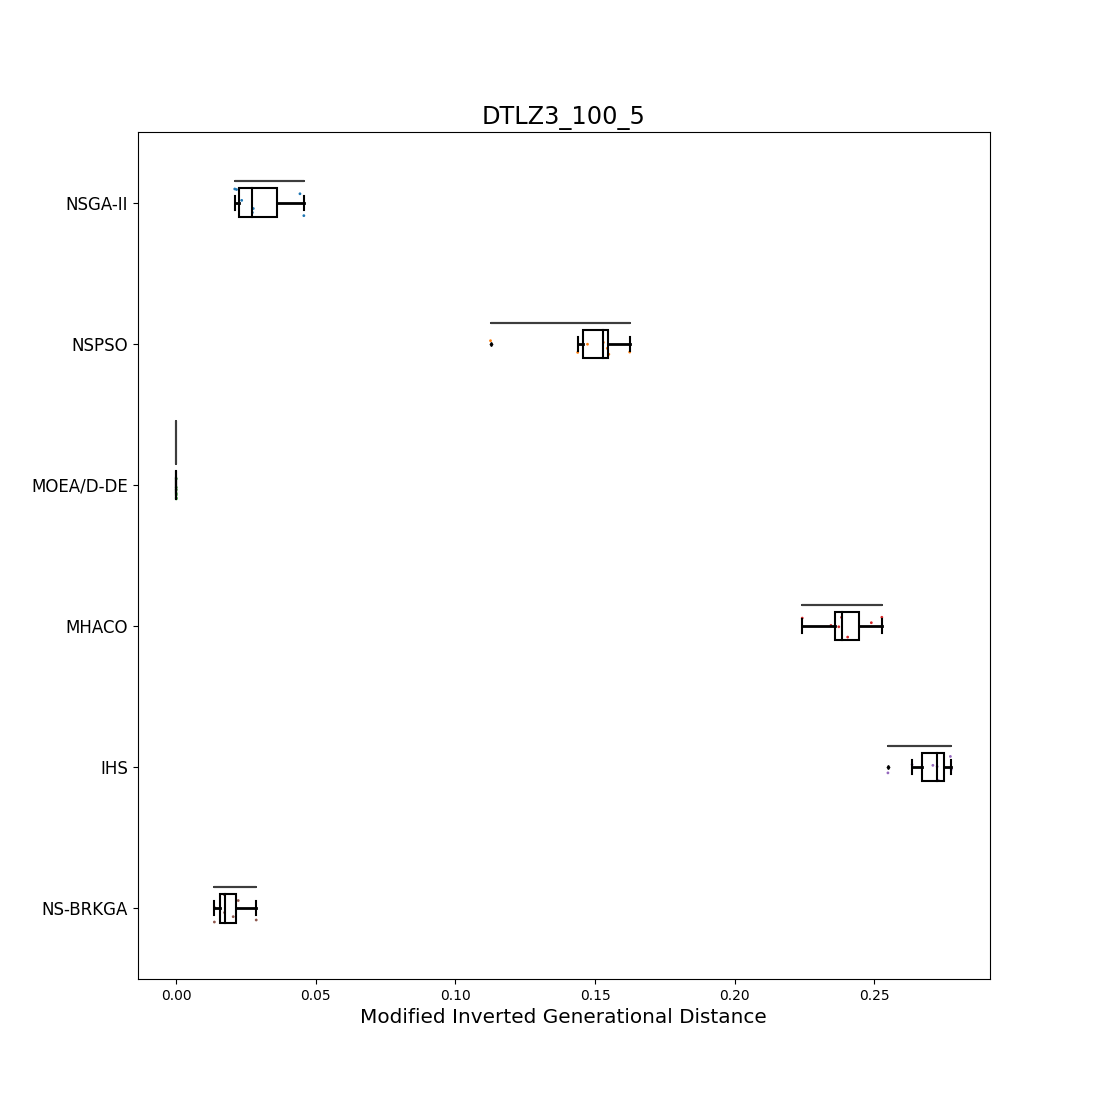 DTLZ3_100_5
NSGA-II
NSPSO
MOEA/D-DE
MHACO
IHS
NS-BRKGA
0.00 0.05 0.10 0.15 0.20 0.25
Modified Inverted Generational Distance